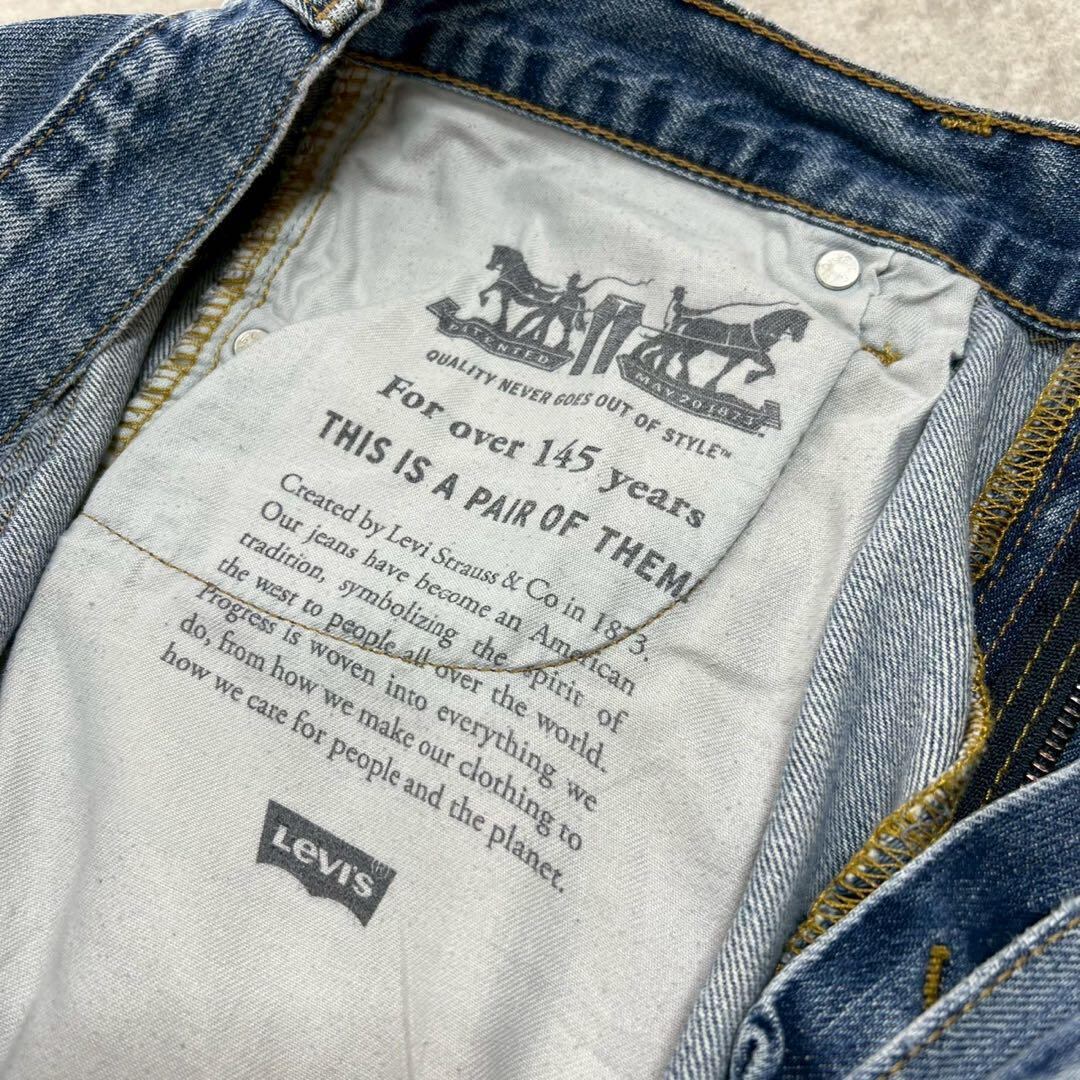 PATENTED MAY 20 1873.
QUALITY NEVER GOES OUT OF STYLE™
For over 145 years
THIS IS A PAIR OF THEM.
Created by Levi Strauss & Co in 1873.
Our jeans have become an American
tradition, symbolizing the spirit of
the west to people all over the world.
Progress is woven into everything we
do, from how we make our clothing to
how we care for people and the planet.
Levi's®